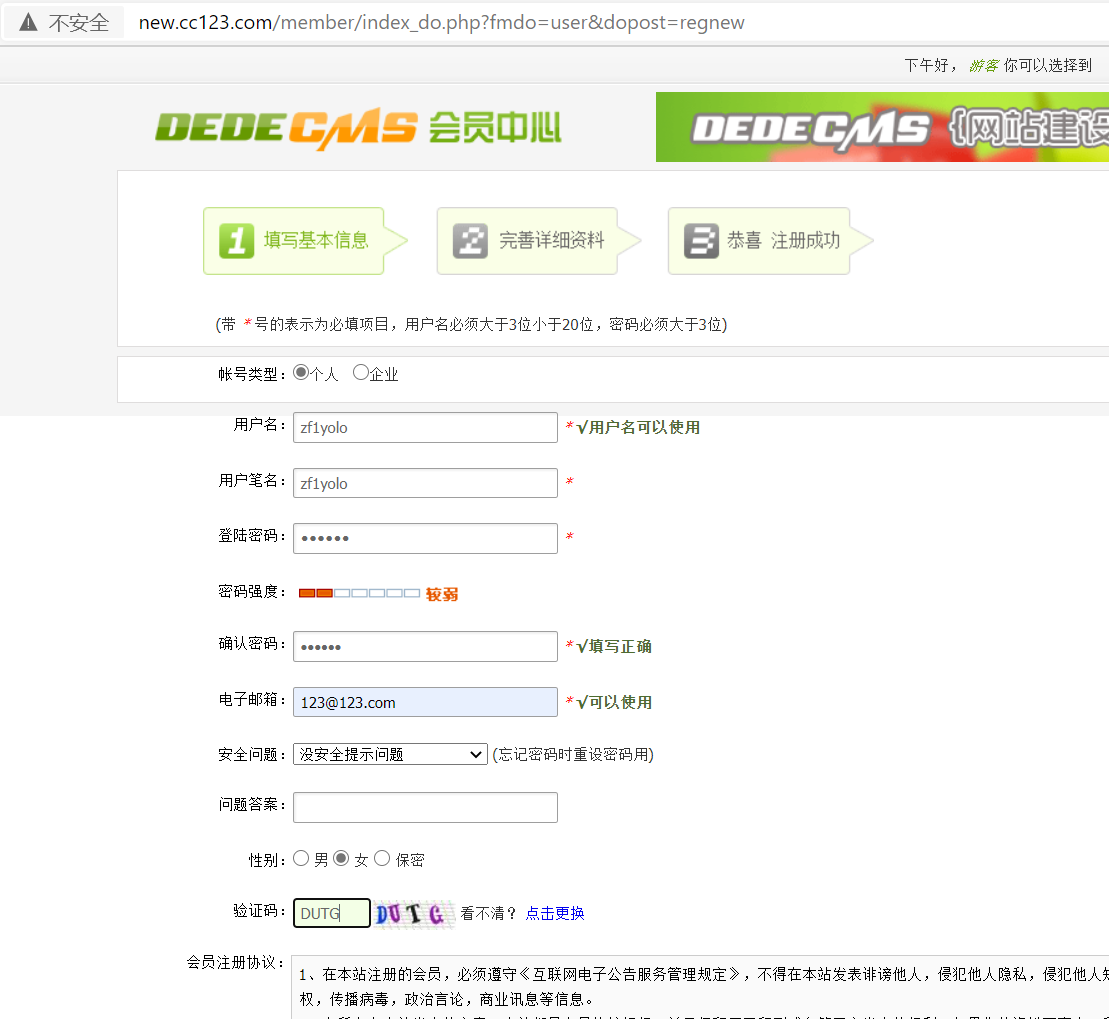 不安全 new.cc123.com/member/index_do.php?fmdo=user&dopost=regnew
下午好， 游客 你可以选择到
DEDECMS 会员中心
DEDECMS {网站建设
1 填写基本信息
2 完善详细资料
3 恭喜 注册成功
(带 *号的表示为必填项目，用户名必须大于3位小于20位，密码必须大于3位)
帐号类型： 个人 企业
用户名： zf1yolo *√用户名可以使用
用户笔名： zf1yolo *
登陆密码： •••••• *
密码强度： 较弱
确认密码： •••••• *√填写正确
电子邮箱： 123@123.com *√可以使用
安全问题： 没安全提示问题 (忘记密码时重设密码用)
问题答案：
性别： 男 女 保密
验证码： DUTG DUTG 看不清？ 点击更换
会员注册协议：
1、在本站注册的会员，必须遵守《互联网电子公告服务管理规定》，不得在本站发表诽谤他人，侵犯他人隐私，侵犯他人知
权，传播病毒，政治言论，商业讯息等信息。